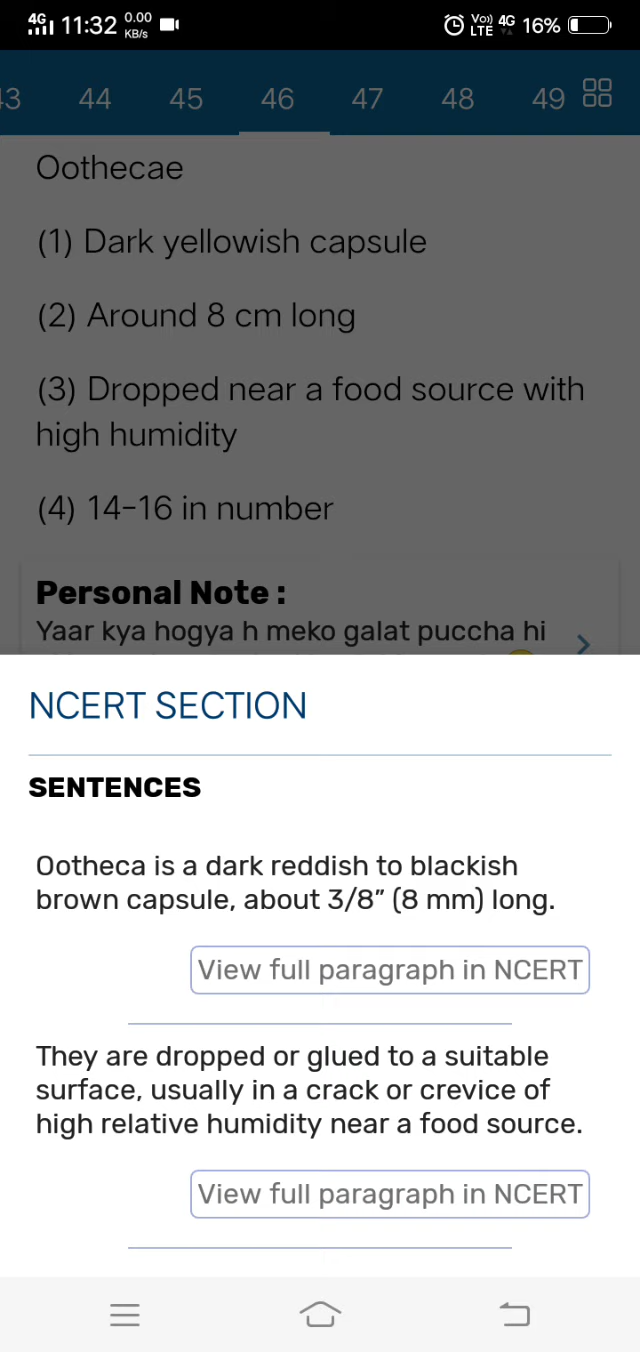 4G 11:32 0.00 KB/s Vo)) LTE 4G 16%
43 44 45 46 47 48 49
Oothecae
(1) Dark yellowish capsule
(2) Around 8 cm long
(3) Dropped near a food source with
high humidity
(4) 14-16 in number
Personal Note :
Yaar kya hogya h meko galat puccha hi
NCERT SECTION
SENTENCES
Ootheca is a dark reddish to blackish
brown capsule, about 3/8” (8 mm) long.
View full paragraph in NCERT
They are dropped or glued to a suitable
surface, usually in a crack or crevice of
high relative humidity near a food source.
View full paragraph in NCERT